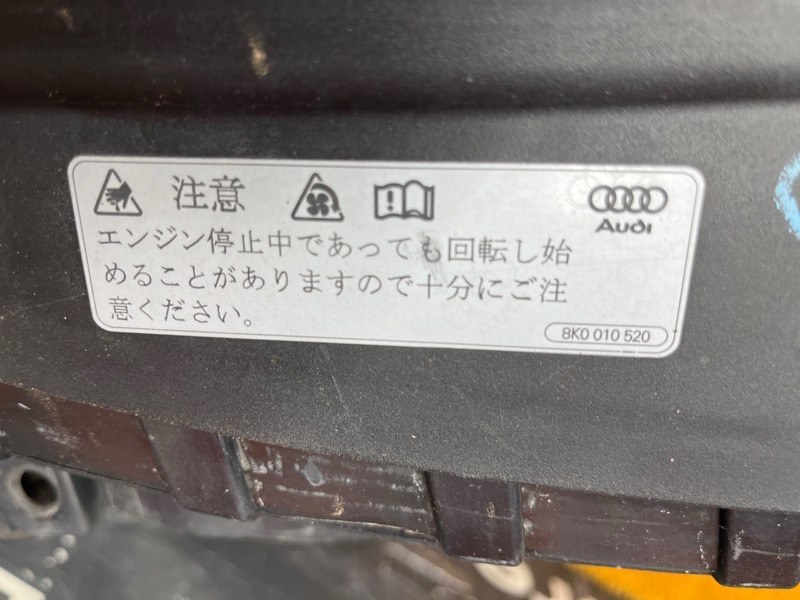 注意
Audi
エンジン停止中であっても回転し始
めることがありますので十分にご注
意ください。
8K0 010 520